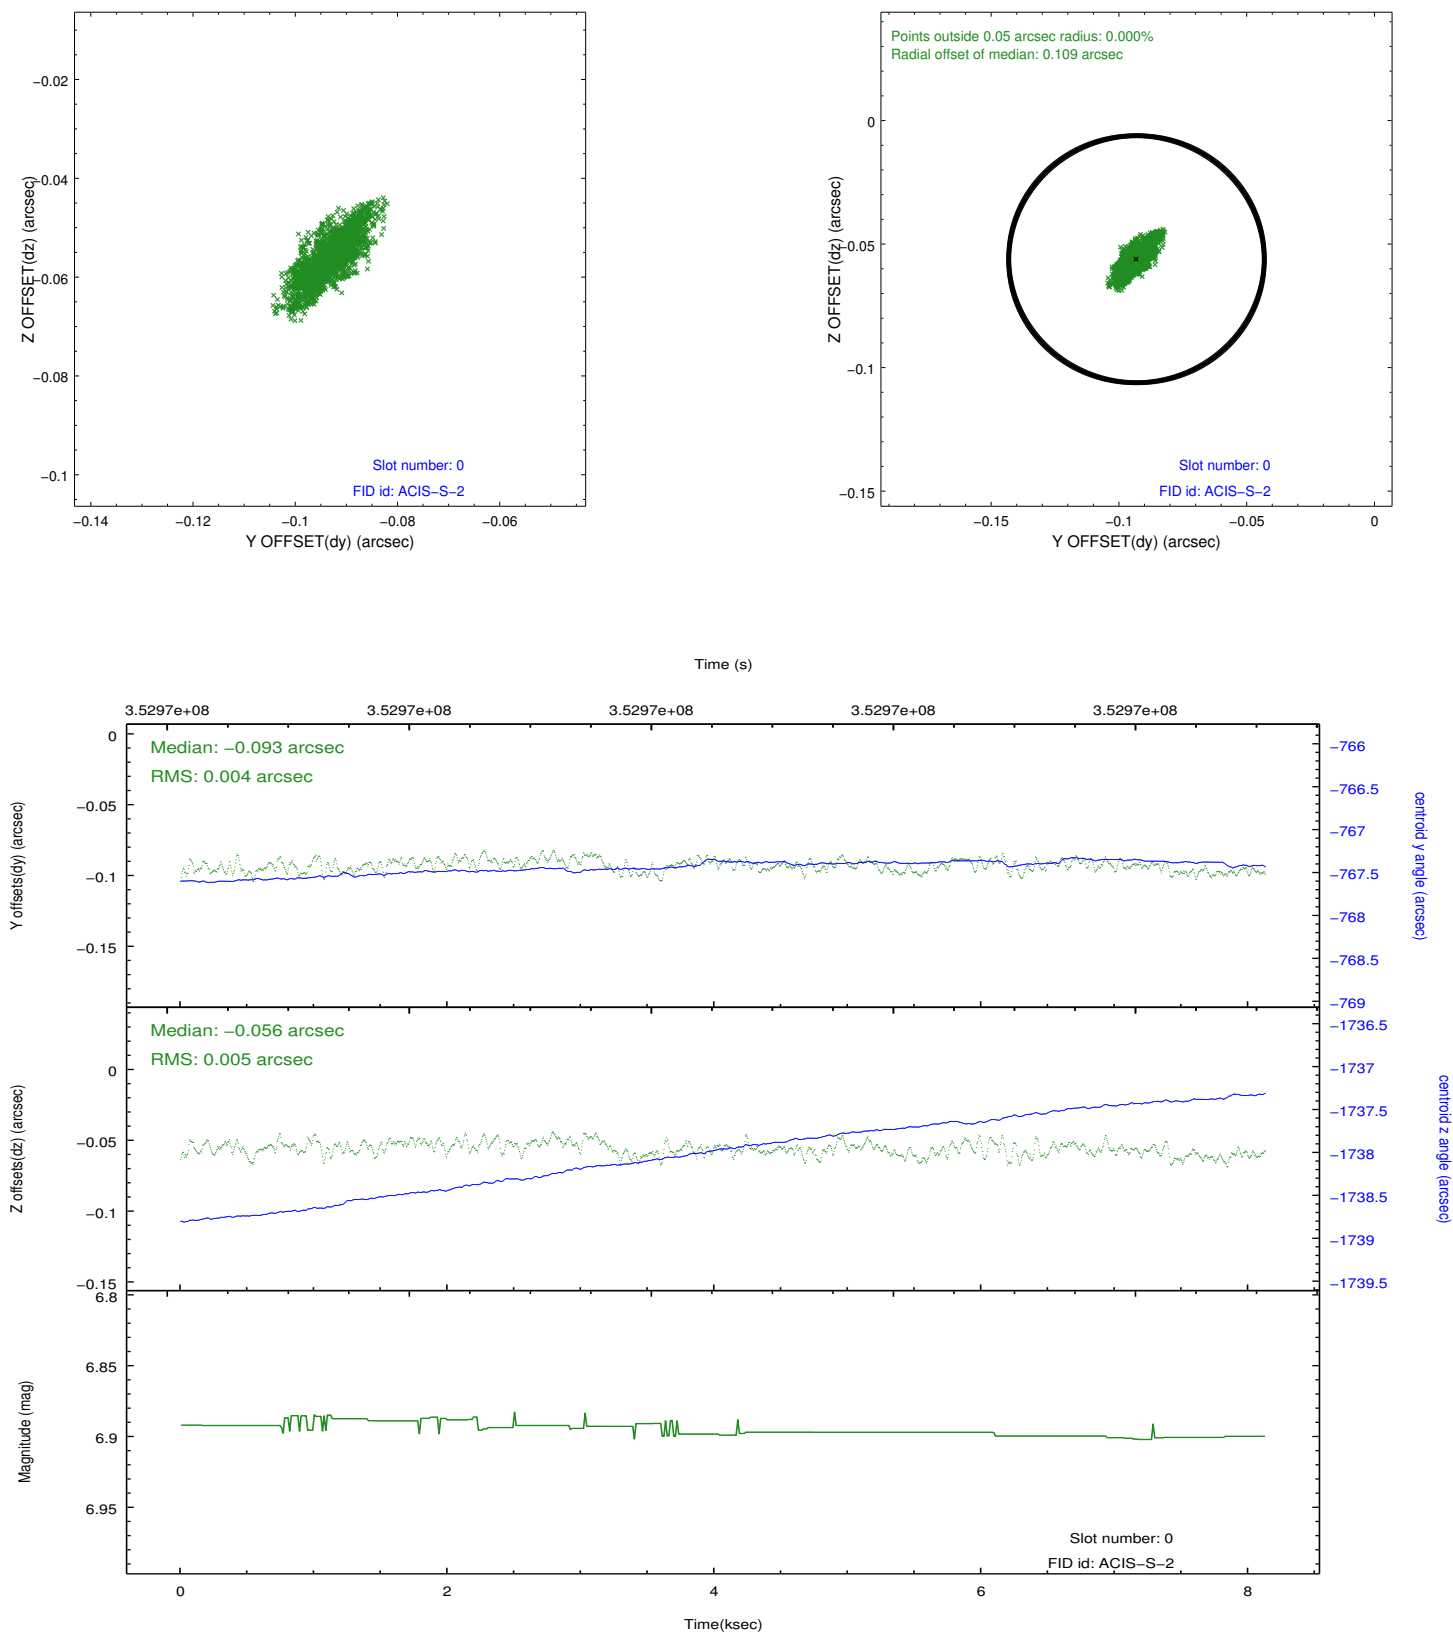 −0.02
−0.04
−0.06
−0.08
−0.1
Z OFFSET(dz) (arcsec)
Slot number: 0
FID id: ACIS−S−2
−0.14
−0.12
−0.1
−0.08
−0.06
Y OFFSET(dy) (arcsec)
Points outside 0.05 arcsec radius: 0.000%
Radial offset of median: 0.109 arcsec
0
−0.05
−0.1
−0.15
Z OFFSET(dz) (arcsec)
Slot number: 0
FID id: ACIS−S−2
−0.15
−0.1
−0.05
0
Y OFFSET(dy) (arcsec)
Time (s)
3.5297e+08
3.5297e+08
3.5297e+08
3.5297e+08
3.5297e+08
Median: −0.093 arcsec
RMS: 0.004 arcsec
0
−0.05
−0.1
−0.15
Y offsets(dy) (arcsec)
−766
−766.5
−767
−767.5
−768
−768.5
−769
centroid y angle (arcsec)
Median: −0.056 arcsec
RMS: 0.005 arcsec
0
−0.05
−0.1
−0.15
Z offsets(dz) (arcsec)
−1736.5
−1737
−1737.5
−1738
−1738.5
−1739
−1739.5
centroid z angle (arcsec)
6.8
6.85
6.9
6.95
Magnitude (mag)
Slot number: 0
FID id: ACIS−S−2
0
2
4
6
8
Time(ksec)